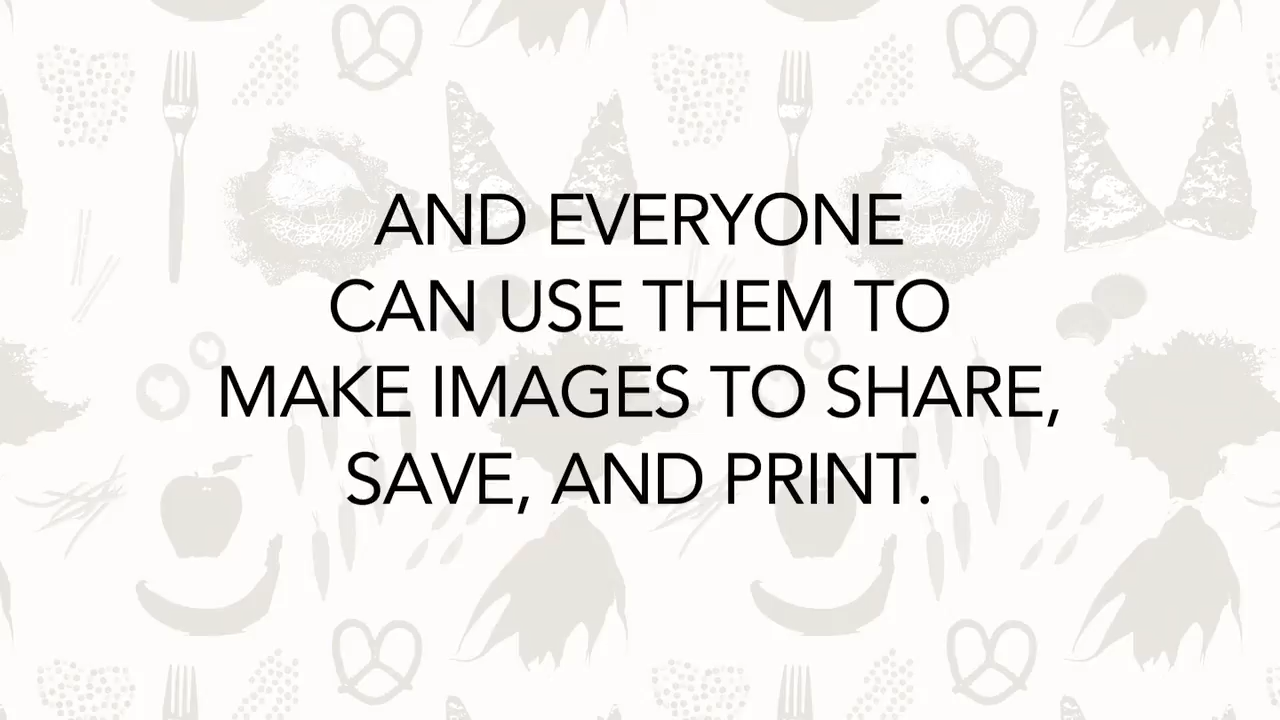 AND EVERYONE
CAN USE THEM TO
MAKE IMAGES TO SHARE,
SAVE, AND PRINT.